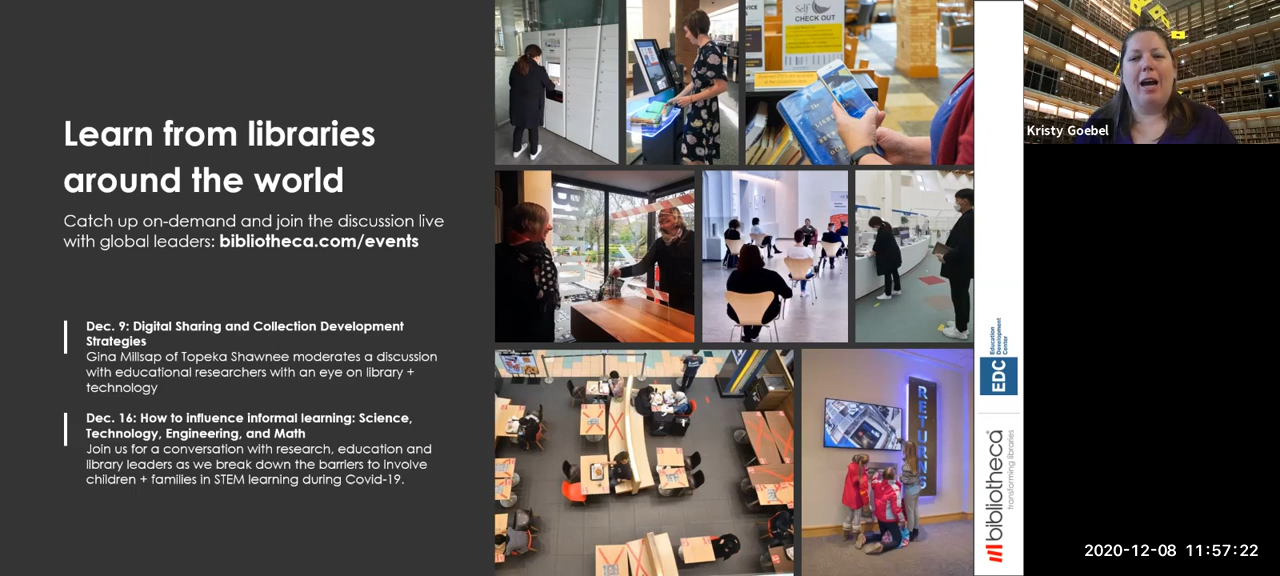 Learn from libraries
around the world
Catch up on-demand and join the discussion live
with global leaders: bibliotheca.com/events
Dec. 9: Digital Sharing and Collection Development
Strategies
Gina Millsap of Topeka Shawnee moderates a discussion
with educational researchers with an eye on library +
technology
Dec. 16: How to influence informal learning: Science,
Technology, Engineering, and Math
Join us for a conversation with research, education and
library leaders as we break down the barriers to involve
children + families in STEM learning during Covid-19.
Self
CHECK OUT
RETURNS
EDC
Education
Development
Center
bibliotheca
transforming libraries
Kristy Goebel
2020-12-08 11:57:22